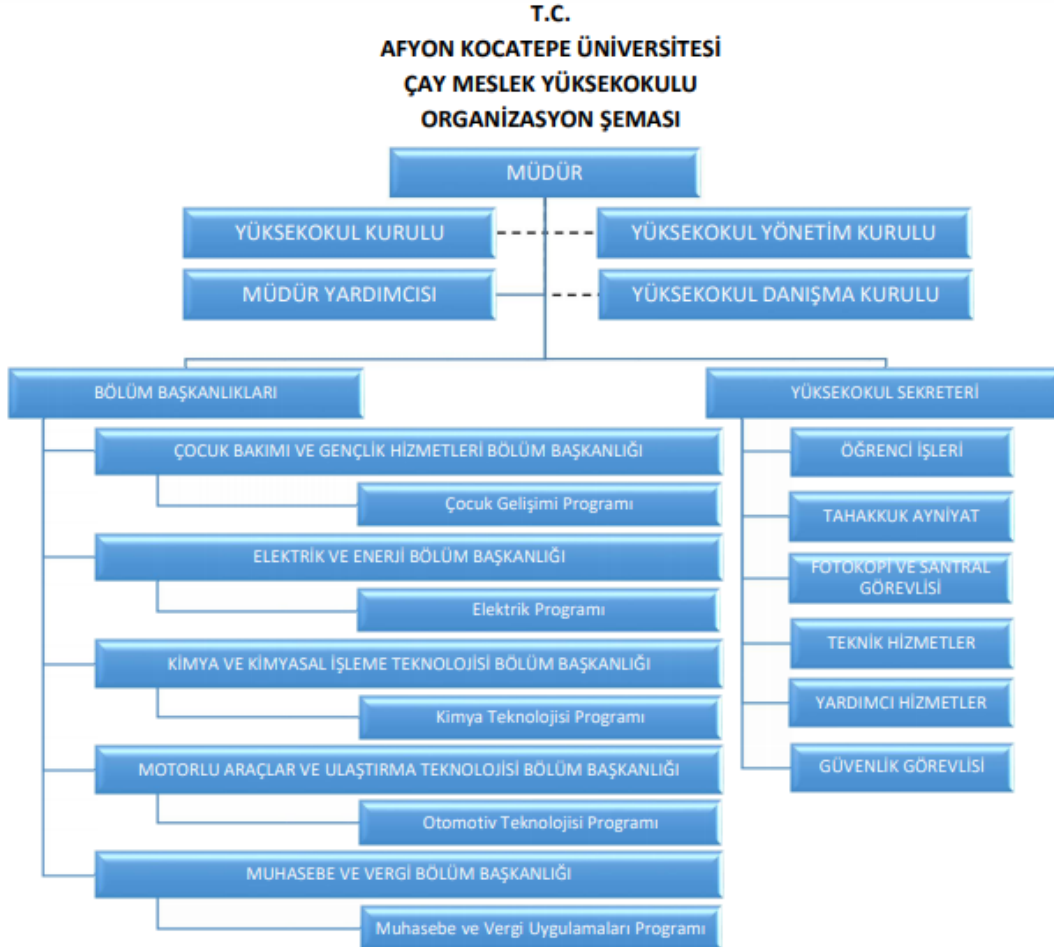 T.C.
AFYON KOCATEPE ÜNİVERSİTESİ
ÇAY MESLEK YÜKSEKOKULU
ORGANİZASYON ŞEMASI
MÜDÜR
YÜKSEKOKUL KURULU
YÜKSEKOKUL YÖNETİM KURULU
MÜDÜR YARDIMCISI
YÜKSEKOKUL DANIŞMA KURULU
BÖLÜM BAŞKANLIKLARI
ÇOCUK BAKIMI VE GENÇLİK HİZMETLERİ BÖLÜM BAŞKANLIĞI
Çocuk Gelişimi Programı
ELEKTRİK VE ENERJİ BÖLÜM BAŞKANLIĞI
Elektrik Programı
KİMYA VE KİMYASAL İŞLEME TEKNOLOJİSİ BÖLÜM BAŞKANLIĞI
Kimya Teknolojisi Programı
MOTORLU ARAÇLAR VE ULAŞTIRMA TEKNOLOJİSİ BÖLÜM BAŞKANLIĞI
Otomotiv Teknolojisi Programı
MUHASEBE VE VERGİ BÖLÜM BAŞKANLIĞI
Muhasebe ve Vergi Uygulamaları Programı
YÜKSEKOKUL SEKRETERİ
ÖĞRENCİ İŞLERİ
TAHAKKUK AYNİYAT
FOTOKOPİ VE SANTRAL
GÖREVLİSİ
TEKNİK HİZMETLER
YARDIMCI HİZMETLER
GÜVENLİK GÖREVLİSİ